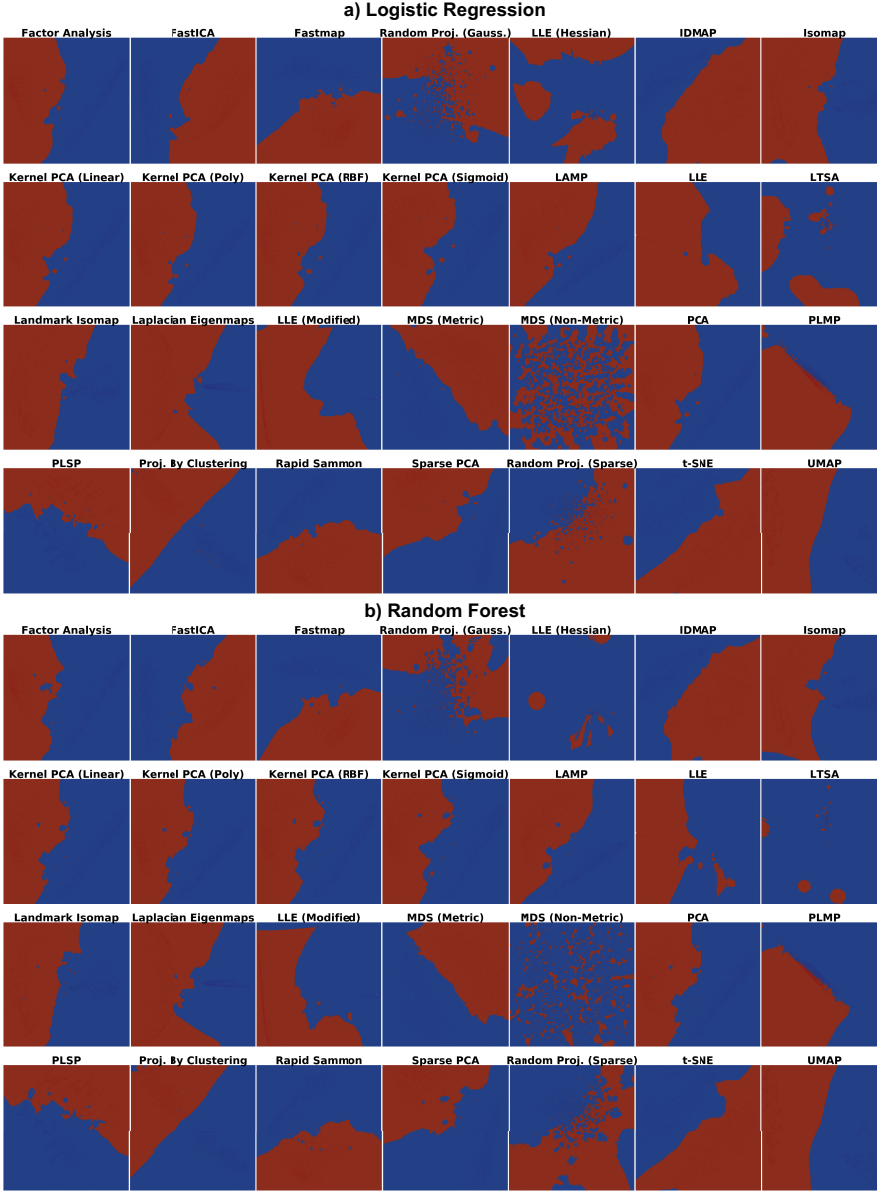 a) Logistic Regression
Factor Analysis FastICA Fastmap Random Proj. (Gauss.) LLE (Hessian) IDMAP Isomap
Kernel PCA (Linear) Kernel PCA (Poly) Kernel PCA (RBF) Kernel PCA (Sigmoid) LAMP LLE LTSA
Landmark Isomap Laplacian Eigenmaps LLE (Modified) MDS (Metric) MDS (Non-Metric) PCA PLMP
PLSP Proj. By Clustering Rapid Sammon Sparse PCA Random Proj. (Sparse) t-SNE UMAP
b) Random Forest
Factor Analysis FastICA Fastmap Random Proj. (Gauss.) LLE (Hessian) IDMAP Isomap
Kernel PCA (Linear) Kernel PCA (Poly) Kernel PCA (RBF) Kernel PCA (Sigmoid) LAMP LLE LTSA
Landmark Isomap Laplacian Eigenmaps LLE (Modified) MDS (Metric) MDS (Non-Metric) PCA PLMP
PLSP Proj. By Clustering Rapid Sammon Sparse PCA Random Proj. (Sparse) t-SNE UMAP